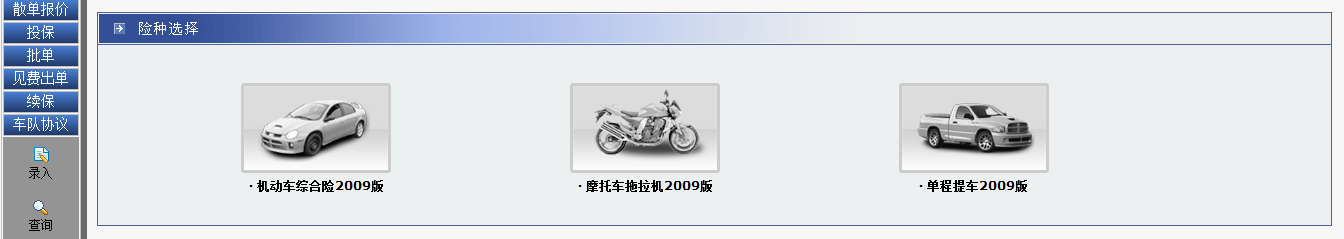 散单报价
投保
批单
见费出单
续保
车队协议
录入
查询
险种选择
·机动车综合险2009版
·摩托车拖拉机2009版
·单程提车2009版